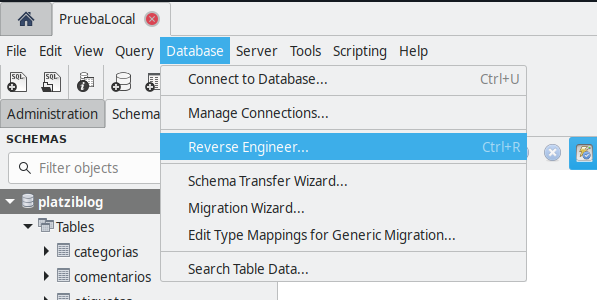 PruebaLocal
File Edit View Query Database Server Tools Scripting Help
SQL SQL
Connect to Database... Ctrl+U
Administration Schema
Manage Connections...
SCHEMAS
Reverse Engineer... Ctrl+R
Filter objects
Schema Transfer Wizard...
platziblog
Migration Wizard...
Tables
Edit Type Mappings for Generic Migration...
categorias
Search Table Data...
comentarios
etiquetas